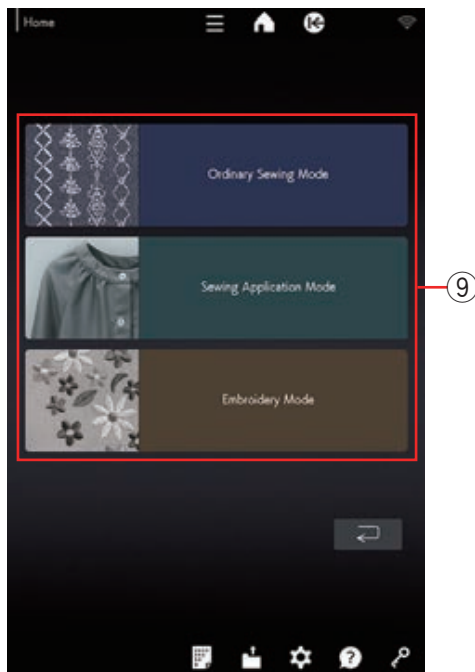 Home
Ordinary Sewing Mode
Sewing Application Mode
⑨
Embroidery Mode
?